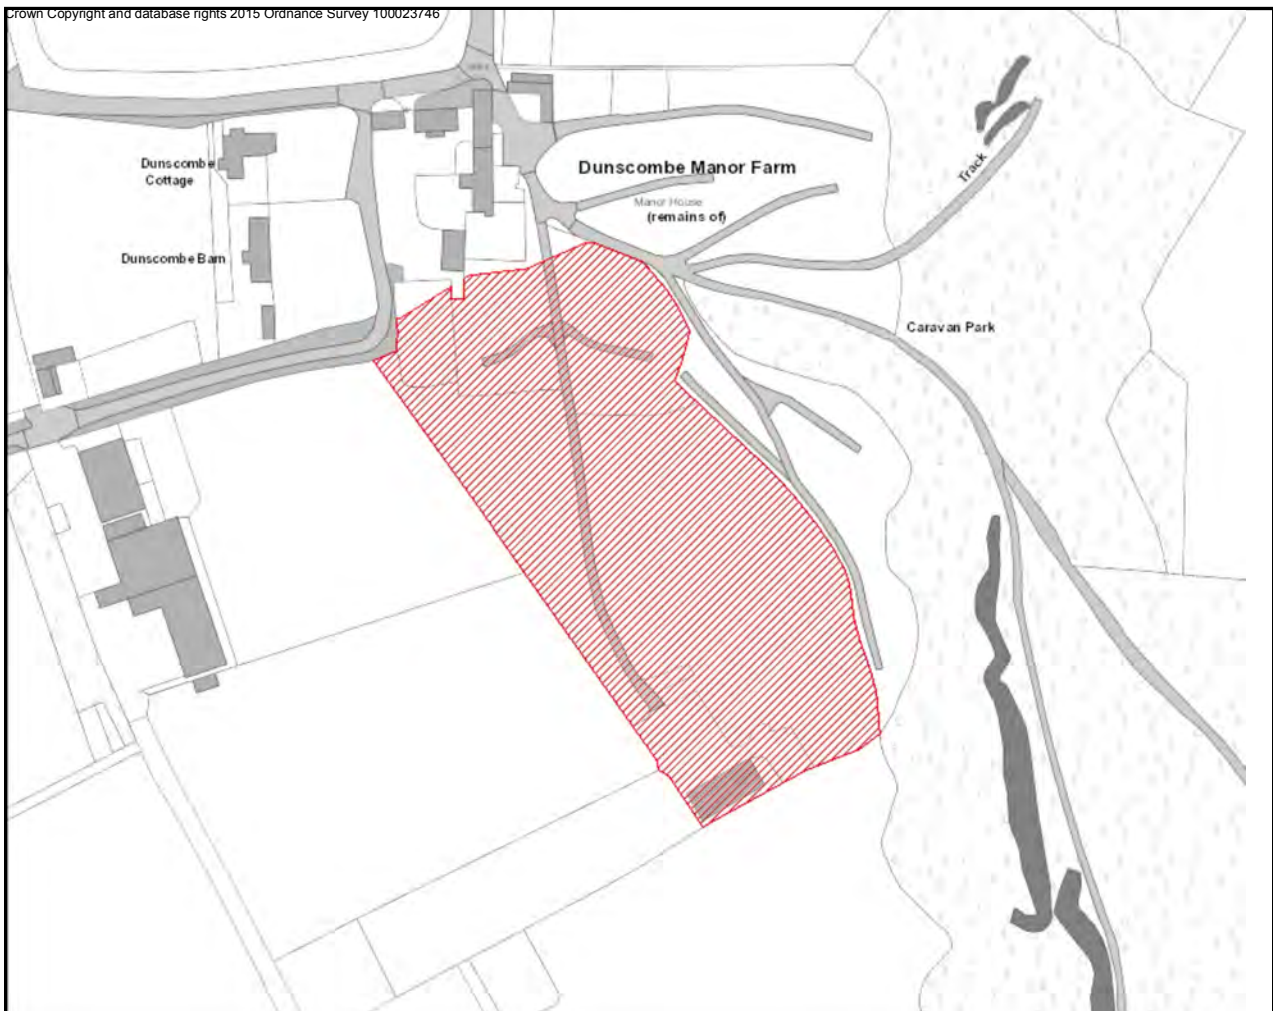 Crown Copyright and database rights 2015 Ordnance Survey 100023746
Dunscombe
Cottage
Dunscombe Manor Farm
Track
Manor House
(remains of)
Dunscombe Barn
Caravan Park